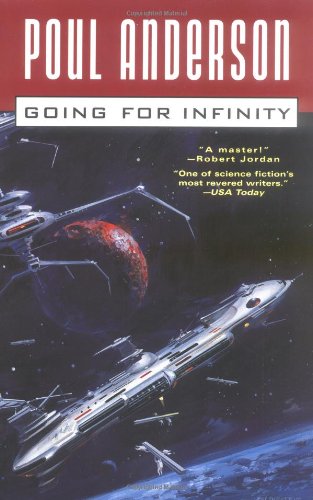 POUL ANDERSON
GOING FOR INFINITY
"A master!"
—Robert Jordan
"One of science fiction's
most revered writers."
—USA Today